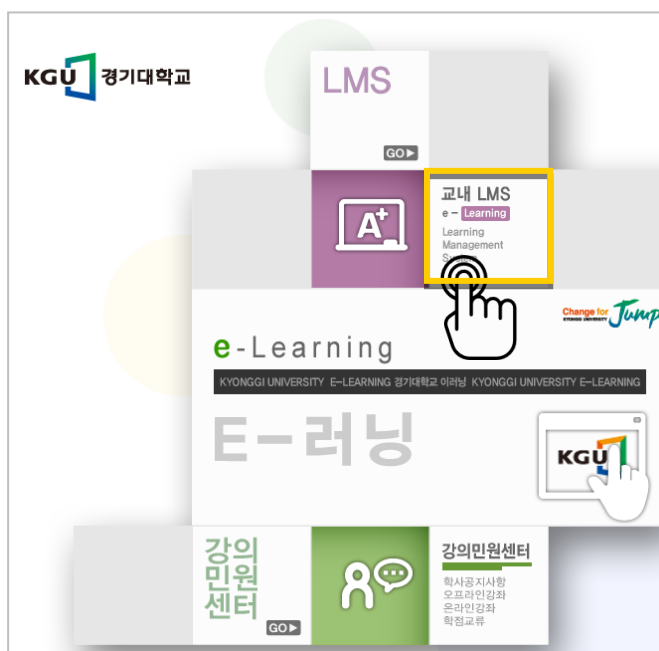 KGU 경기대학교
LMS
GO▶
A+
교내 LMS
e - Learning
Learning
Management
System
Change for Jump
KYONGGI UNIVERSITY
e-Learning
KYONGGI UNIVERSITY E-LEARNING 경기대학교 이러닝 KYONGGI UNIVERSITY E-LEARNING
E-러닝
KGU
강의
민원
센터
GO▶
강의민원센터
학사공지사항
오프라인강좌
온라인강좌
학점교류